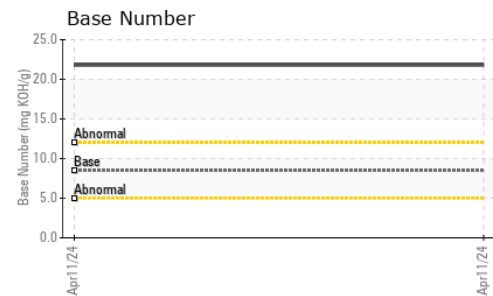 Base Number
Base Number (mg KOH/g)
25.0
20.0
15.0
10.0
5.0
0.0
Abnormal
Base
Abnormal
Apr11/24
Apr11/24